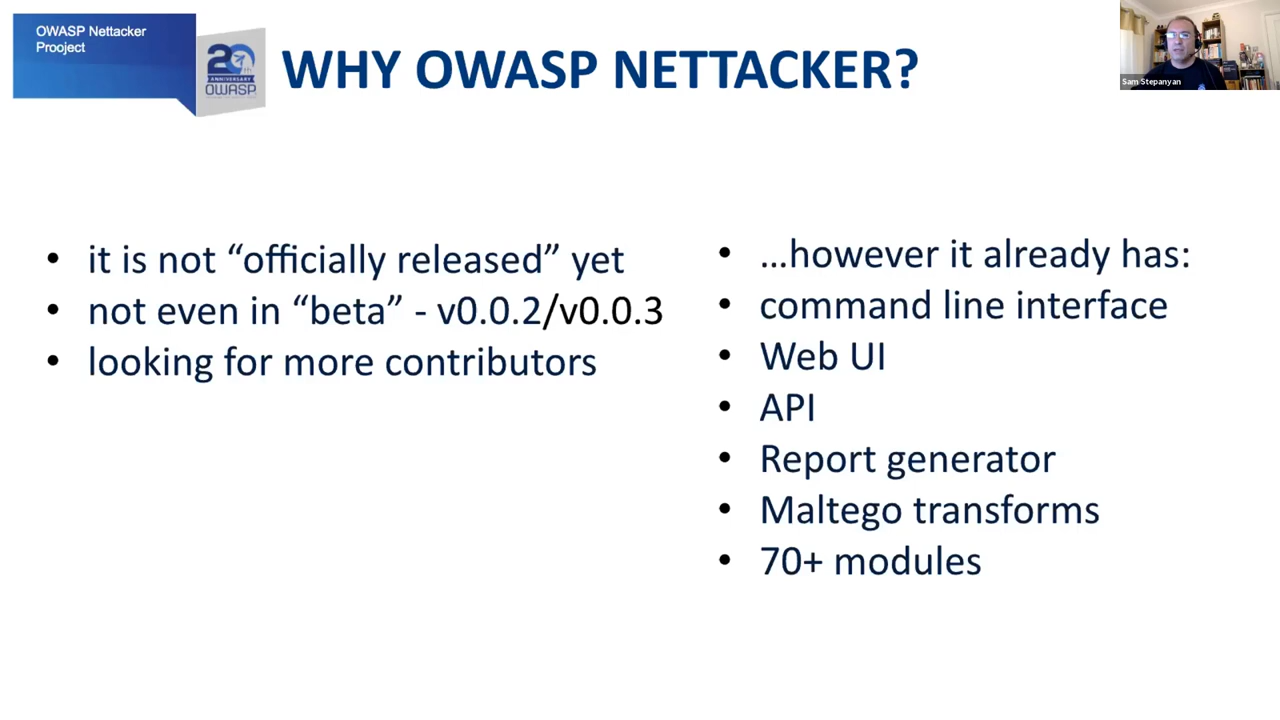 OWASP Nettacker
Prooject
20
ANNIVERSARY
OWASP
WHY OWASP NETTACKER?
Sam Stepanyan
• it is not “officially released” yet
• not even in “beta” - v0.0.2/v0.0.3
• looking for more contributors
• …however it already has:
• command line interface
• Web UI
• API
• Report generator
• Maltego transforms
• 70+ modules